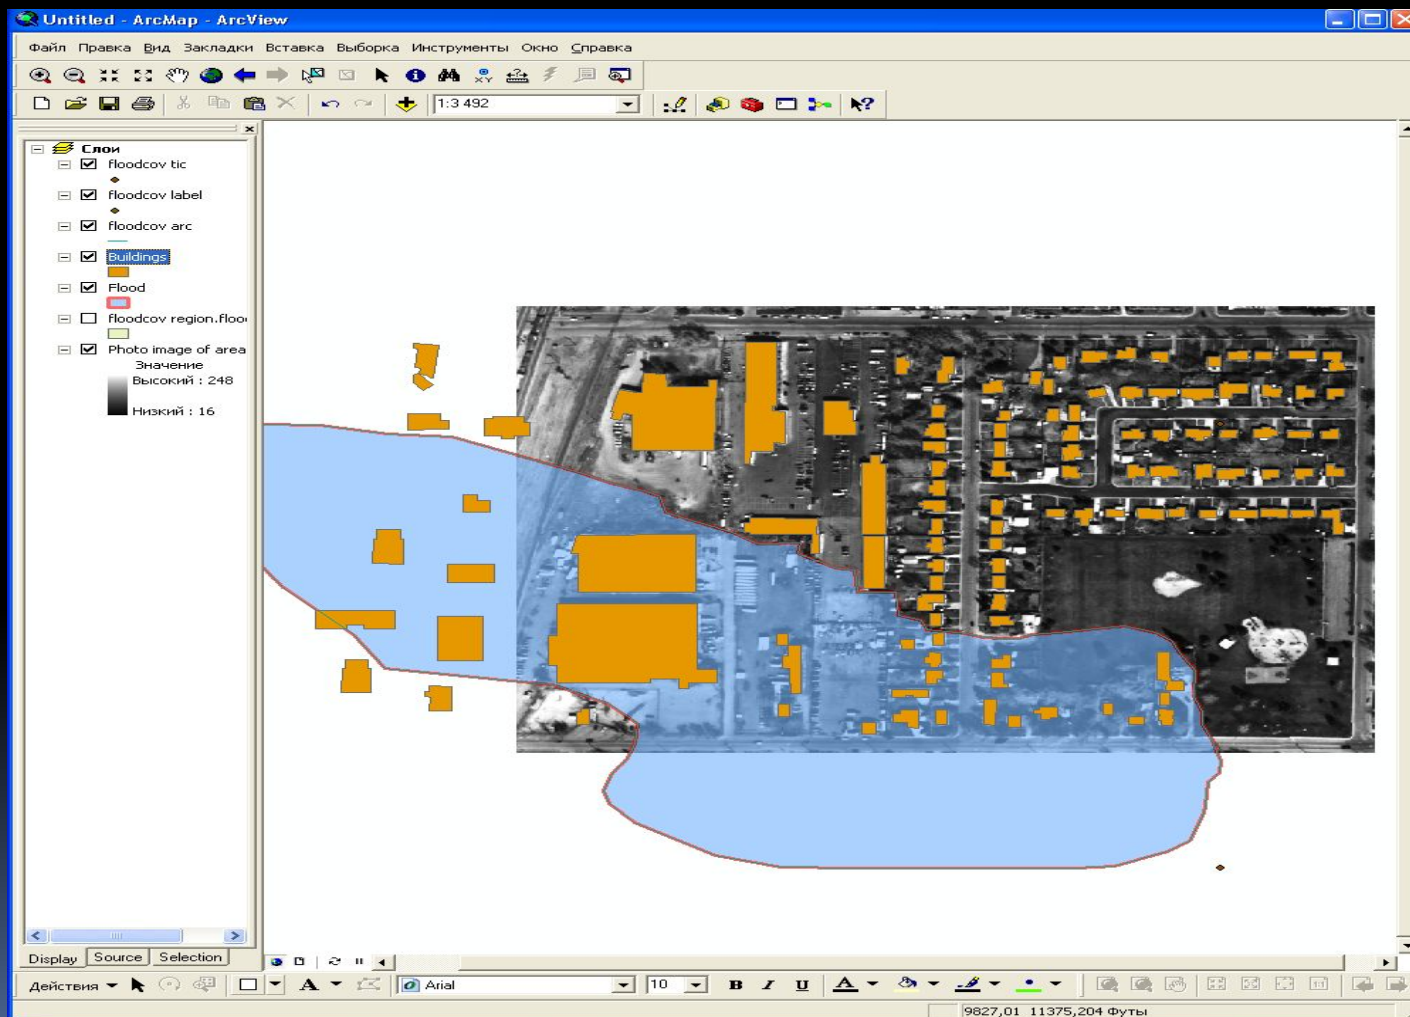 Untitled - ArcMap - ArcView
Файл Правка Вид Закладки Вставка Выборка Инструменты Окно Справка
1:3 492
Слои
floodcov tic
floodcov label
floodcov arc
Buildings
Flood
floodcov region.floo
Photo image of area
Значение
Высокий : 248
Низкий : 16
Display Source Selection
Действия A Arial 10 B I U A
9827,01 11375,204 Футы